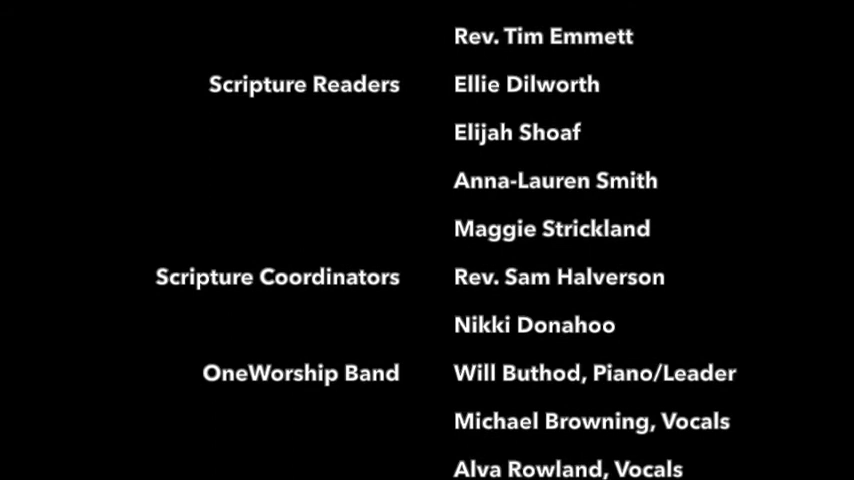 Rev. Tim Emmett
Scripture Readers Ellie Dilworth
Elijah Shoaf
Anna-Lauren Smith
Maggie Strickland
Scripture Coordinators Rev. Sam Halverson
Nikki Donahoo
OneWorship Band Will Buthod, Piano/Leader
Michael Browning, Vocals
Alva Rowland, Vocals